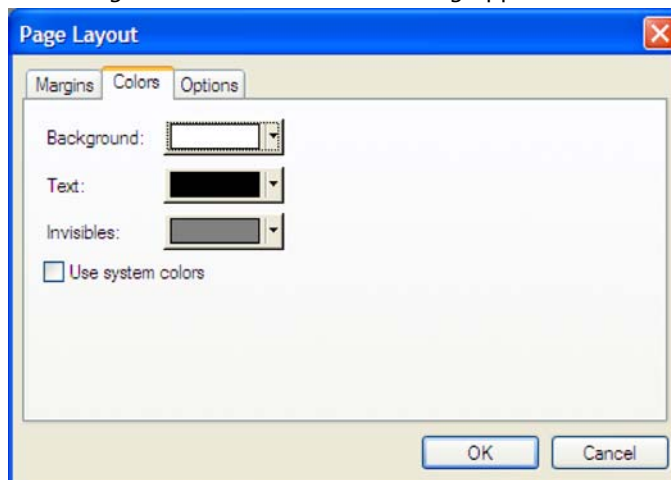 Page Layout
Margins Colors Options
Background:
Text:
Invisibles:
Use system colors
OK Cancel